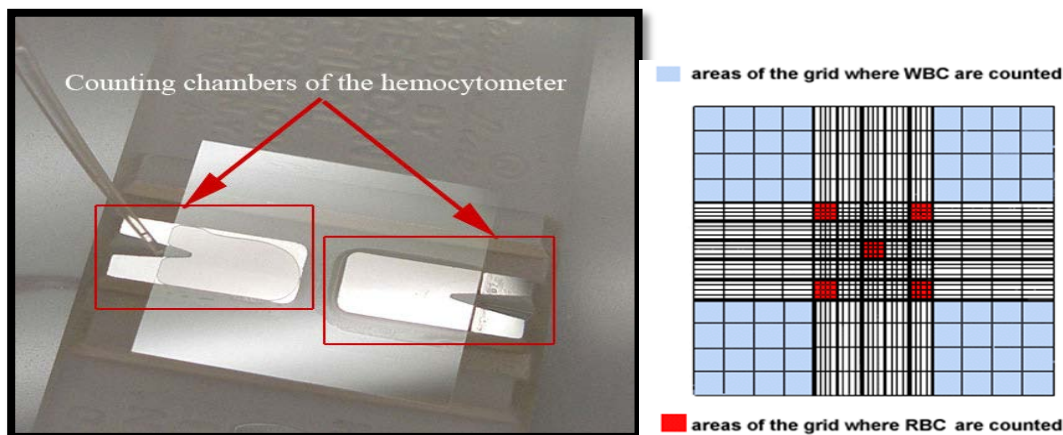 Counting chambers of the hemocytometer
areas of the grid where WBC are counted
areas of the grid where RBC are counted